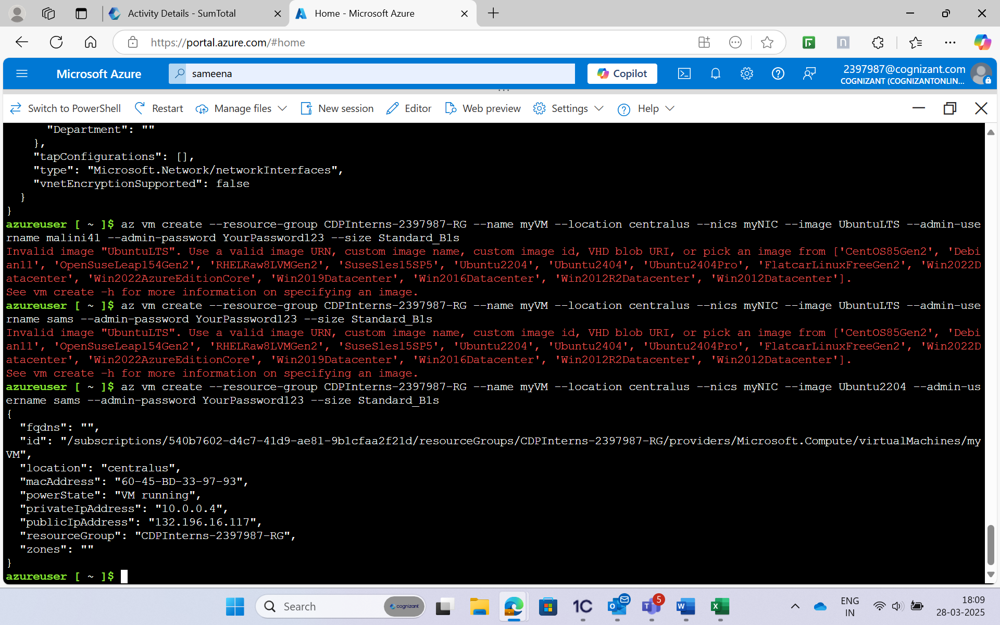 Activity Details - SumTotal
Home - Microsoft Azure
https://portal.azure.com/#home
Microsoft Azure
sameena
Copilot
2397987@cognizant.com
COGNIZANT (COGNIZANTONLIN...
Switch to PowerShell
Restart
Manage files
New session
Editor
Web preview
Settings
Help
"Department": ""
},
"tapConfigurations": [],
"type": "Microsoft.Network/networkInterfaces",
"vnetEncryptionSupported": false
}
}
azureuser [ ~ ]$ az vm create --resource-group CDPInterns-2397987-RG --name myVM --location centralus --nics myNIC --image UbuntuLTS --admin-use
rname malini41 --admin-password YourPassword123 --size Standard_B1s
Invalid image "UbuntuLTS". Use a valid image URN, custom image name, custom image id, VHD blob URI, or pick an image from ['CentOS85Gen2', 'Debi
an11', 'OpenSuseLeap154Gen2', 'RHELRaw8LVMGen2', 'SuseSles15SP5', 'Ubuntu2204', 'Ubuntu2404', 'Ubuntu2404Pro', 'FlatcarLinuxFreeGen2', 'Win2022D
atacenter', 'Win2022AzureEditionCore', 'Win2019Datacenter', 'Win2016Datacenter', 'Win2012R2Datacenter', 'Win2012Datacenter'].
See vm create -h for more information on specifying an image.
azureuser [ ~ ]$ az vm create --resource-group CDPInterns-2397987-RG --name myVM --location centralus --nics myNIC --image UbuntuLTS --admin-use
rname sams --admin-password YourPassword123 --size Standard_B1s
Invalid image "UbuntuLTS". Use a valid image URN, custom image name, custom image id, VHD blob URI, or pick an image from ['CentOS85Gen2', 'Debi
an11', 'OpenSuseLeap154Gen2', 'RHELRaw8LVMGen2', 'SuseSles15SP5', 'Ubuntu2204', 'Ubuntu2404', 'Ubuntu2404Pro', 'FlatcarLinuxFreeGen2', 'Win2022D
atacenter', 'Win2022AzureEditionCore', 'Win2019Datacenter', 'Win2016Datacenter', 'Win2012R2Datacenter', 'Win2012Datacenter'].
See vm create -h for more information on specifying an image.
azureuser [ ~ ]$ az vm create --resource-group CDPInterns-2397987-RG --name myVM --location centralus --nics myNIC --image Ubuntu2204 --admin-us
ername sams --admin-password YourPassword123 --size Standard_B1s
{
"fqdns": "",
"id": "/subscriptions/540b7602-d4c7-41d9-ae81-9b1cfaa2f21d/resourceGroups/CDPInterns-2397987-RG/providers/Microsoft.Compute/virtualMachines/my
VM",
"location": "centralus",
"macAddress": "60-45-BD-33-97-93",
"powerState": "VM running",
"privateIpAddress": "10.0.0.4",
"publicIpAddress": "132.196.16.117",
"resourceGroup": "CDPInterns-2397987-RG",
"zones": ""
}
azureuser [ ~ ]$
Search
cognizant
1C
5
ENG
IN
18:09
28-03-2025